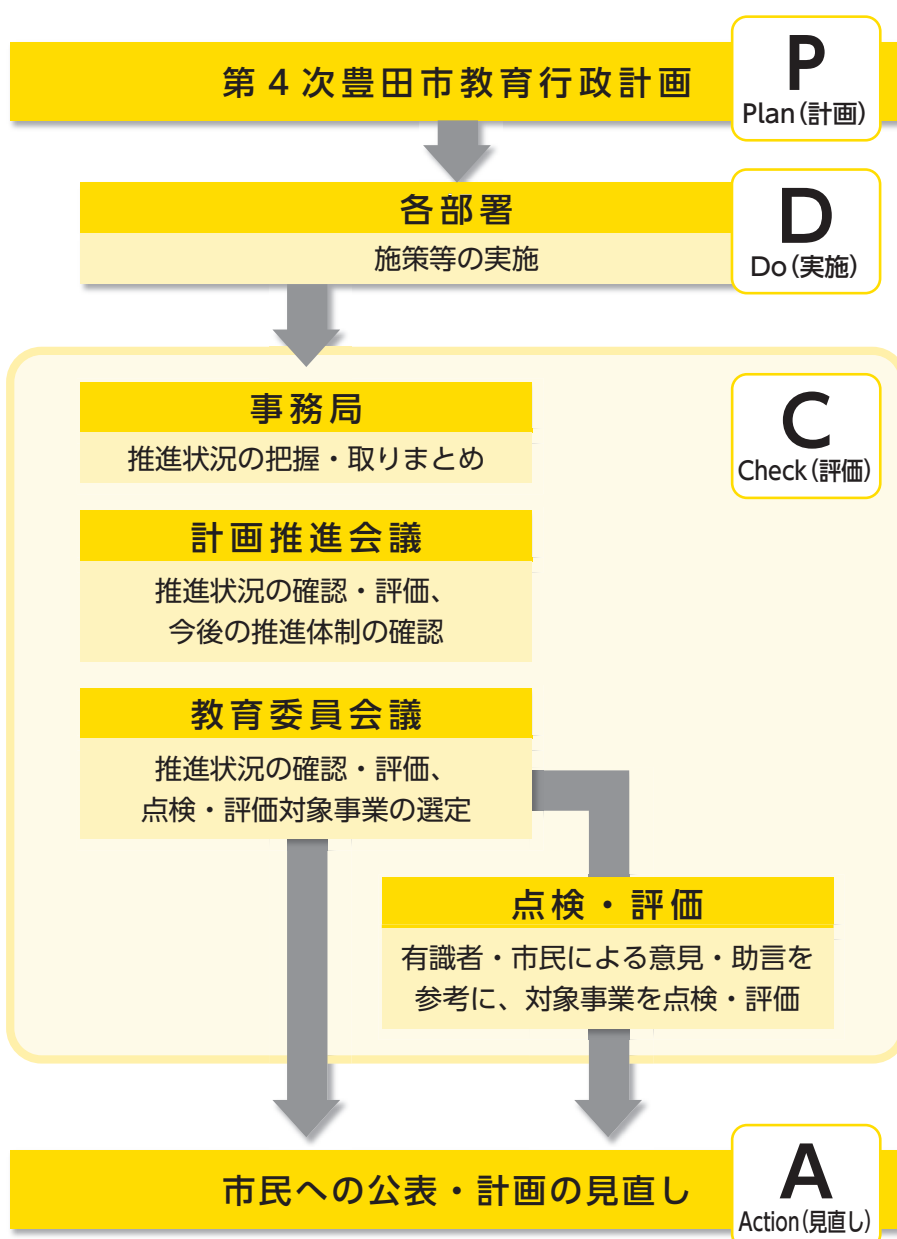 第４次豊田市教育行政計画
P
Plan（計画）
各部署
施策等の実施
D
Do（実施）
C
Check（評価）
事務局
推進状況の把握・取りまとめ
計画推進会議
推進状況の確認・評価、
今後の推進体制の確認
教育委員会議
推進状況の確認・評価、
点検・評価対象事業の選定
点検・評価
有識者・市民による意見・助言を
参考に、対象事業を点検・評価
市民への公表・計画の見直し
A
Action（見直し）